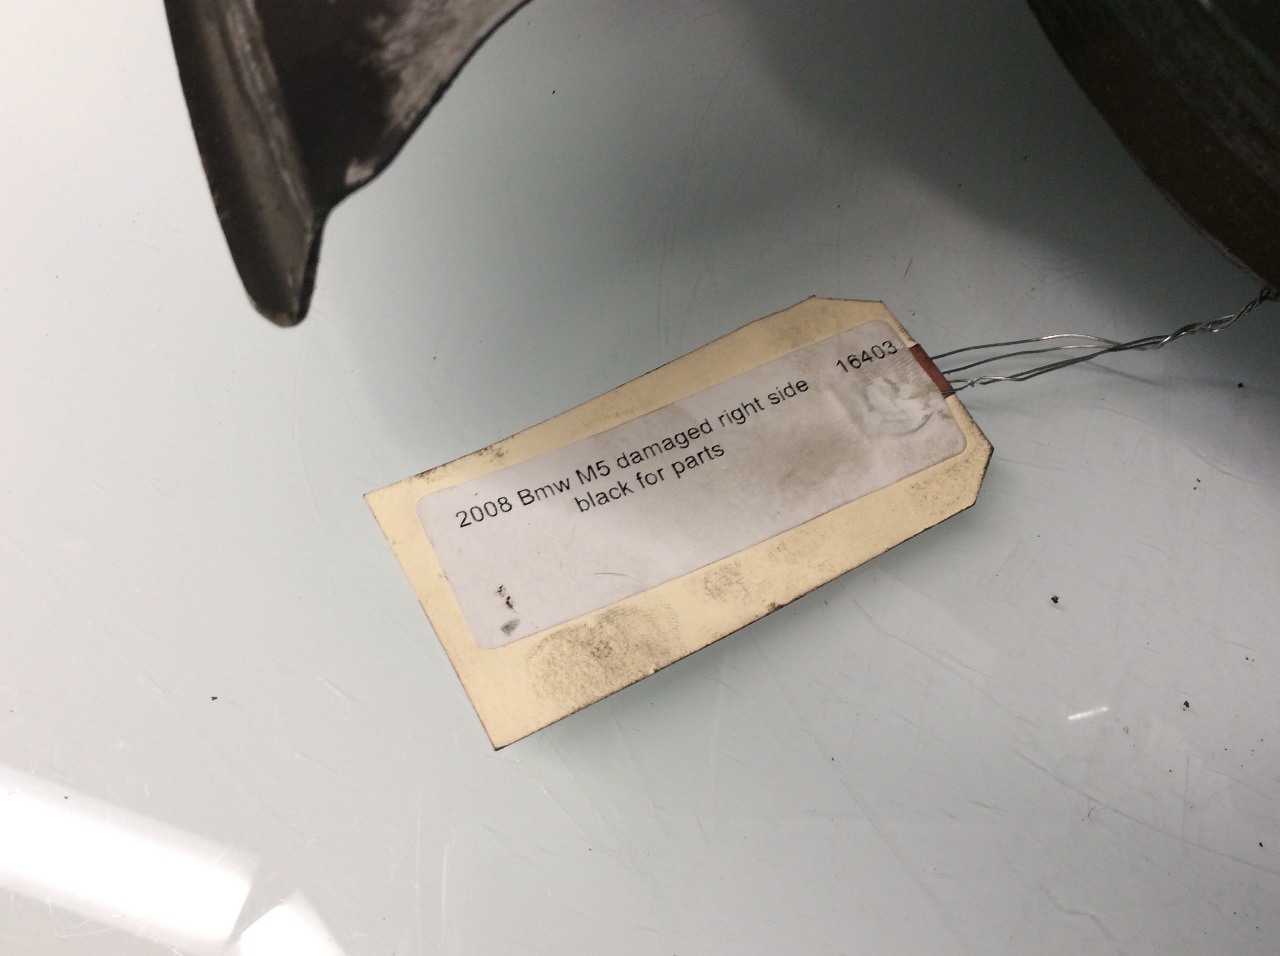 2008 Bmw M5 damaged right side 16403
black for parts